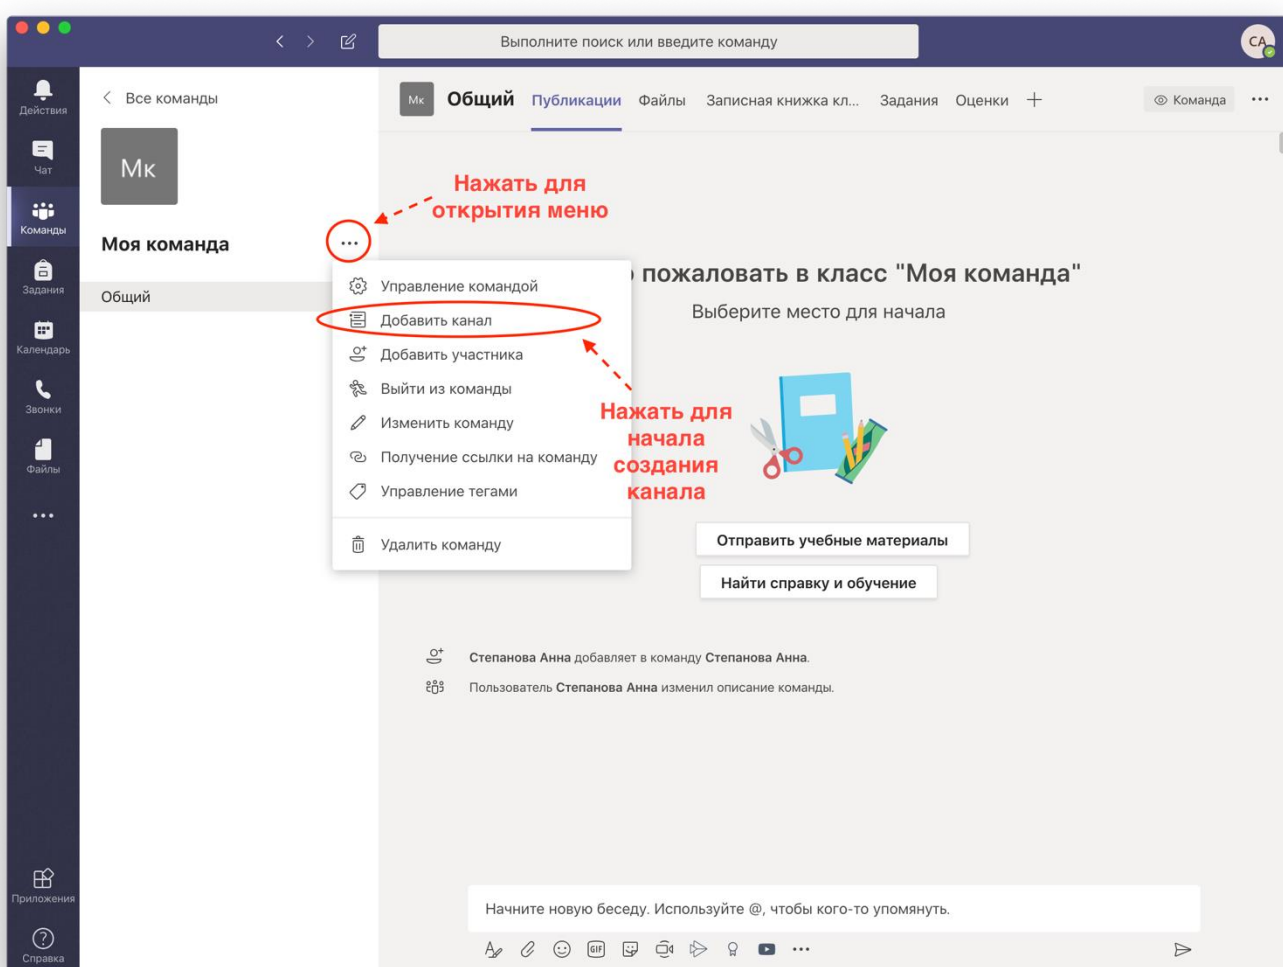 Выполните поиск или введите команду
СА
Действия
Чат
Команды
Задания
Календарь
Звонки
Файлы
Приложения
Справка
Все команды
Мк
Моя команда
Общий
Мк Общий Публикации Файлы Записная книжка кл... Задания Оценки
Команда
Нажать для
открытия меню
Управление командой
Добавить канал
Добавить участника
Выйти из команды
Изменить команду
Получение ссылки на команду
Управление тегами
Удалить команду
Нажать для
начала
создания
канала
пожаловать в класс "Моя команда"
Выберите место для начала
Отправить учебные материалы
Найти справку и обучение
Степанова Анна добавляет в команду Степанова Анна.
Пользователь Степанова Анна изменил описание команды.
Начните новую беседу. Используйте @, чтобы кого-то упомянуть.
GIF